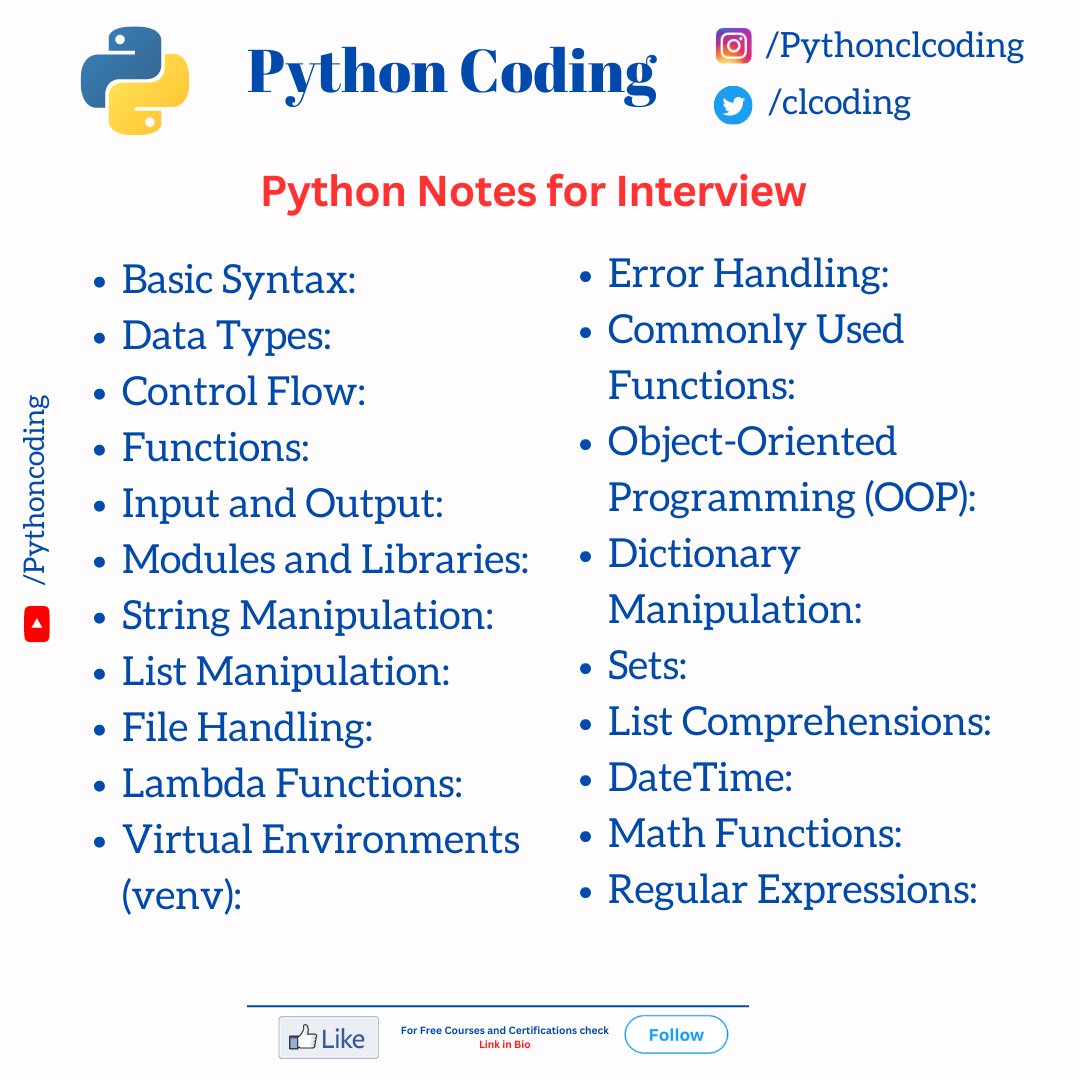 Python Coding
/Pythonclcoding
/clcoding
Python Notes for Interview
• Basic Syntax:
• Data Types:
• Control Flow:
• Functions:
• Input and Output:
• Modules and Libraries:
• String Manipulation:
• List Manipulation:
• File Handling:
• Lambda Functions:
• Virtual Environments
(venv):
• Error Handling:
• Commonly Used
Functions:
• Object-Oriented
Programming (OOP):
• Dictionary
Manipulation:
• Sets:
• List Comprehensions:
• DateTime:
• Math Functions:
• Regular Expressions:
/Pythoncoding
Like
For Free Courses and Certifications check
Link in Bio
Follow